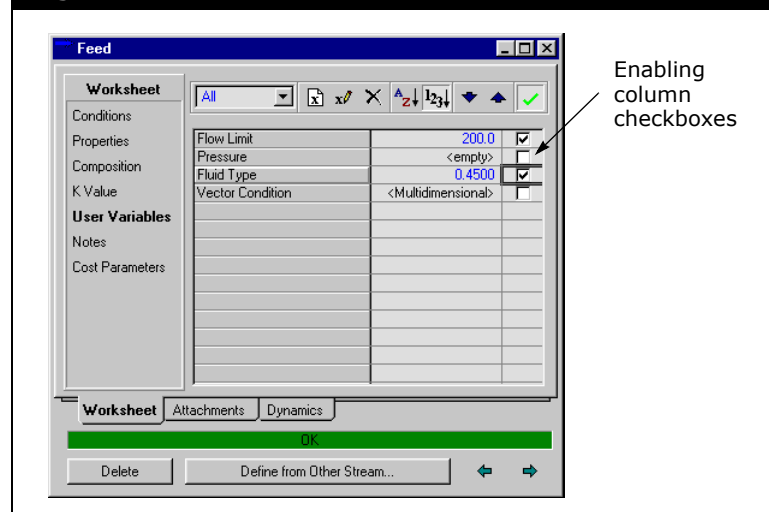 Feed
Enabling
column
checkboxes
Worksheet
Conditions
Properties
Composition
K Value
User Variables
Notes
Cost Parameters
All
Flow Limit 200.0
Pressure <empty>
Fluid Type 0.4500
Vector Condition <Multidimensional>
Worksheet Attachments Dynamics
OK
Delete Define from Other Stream...